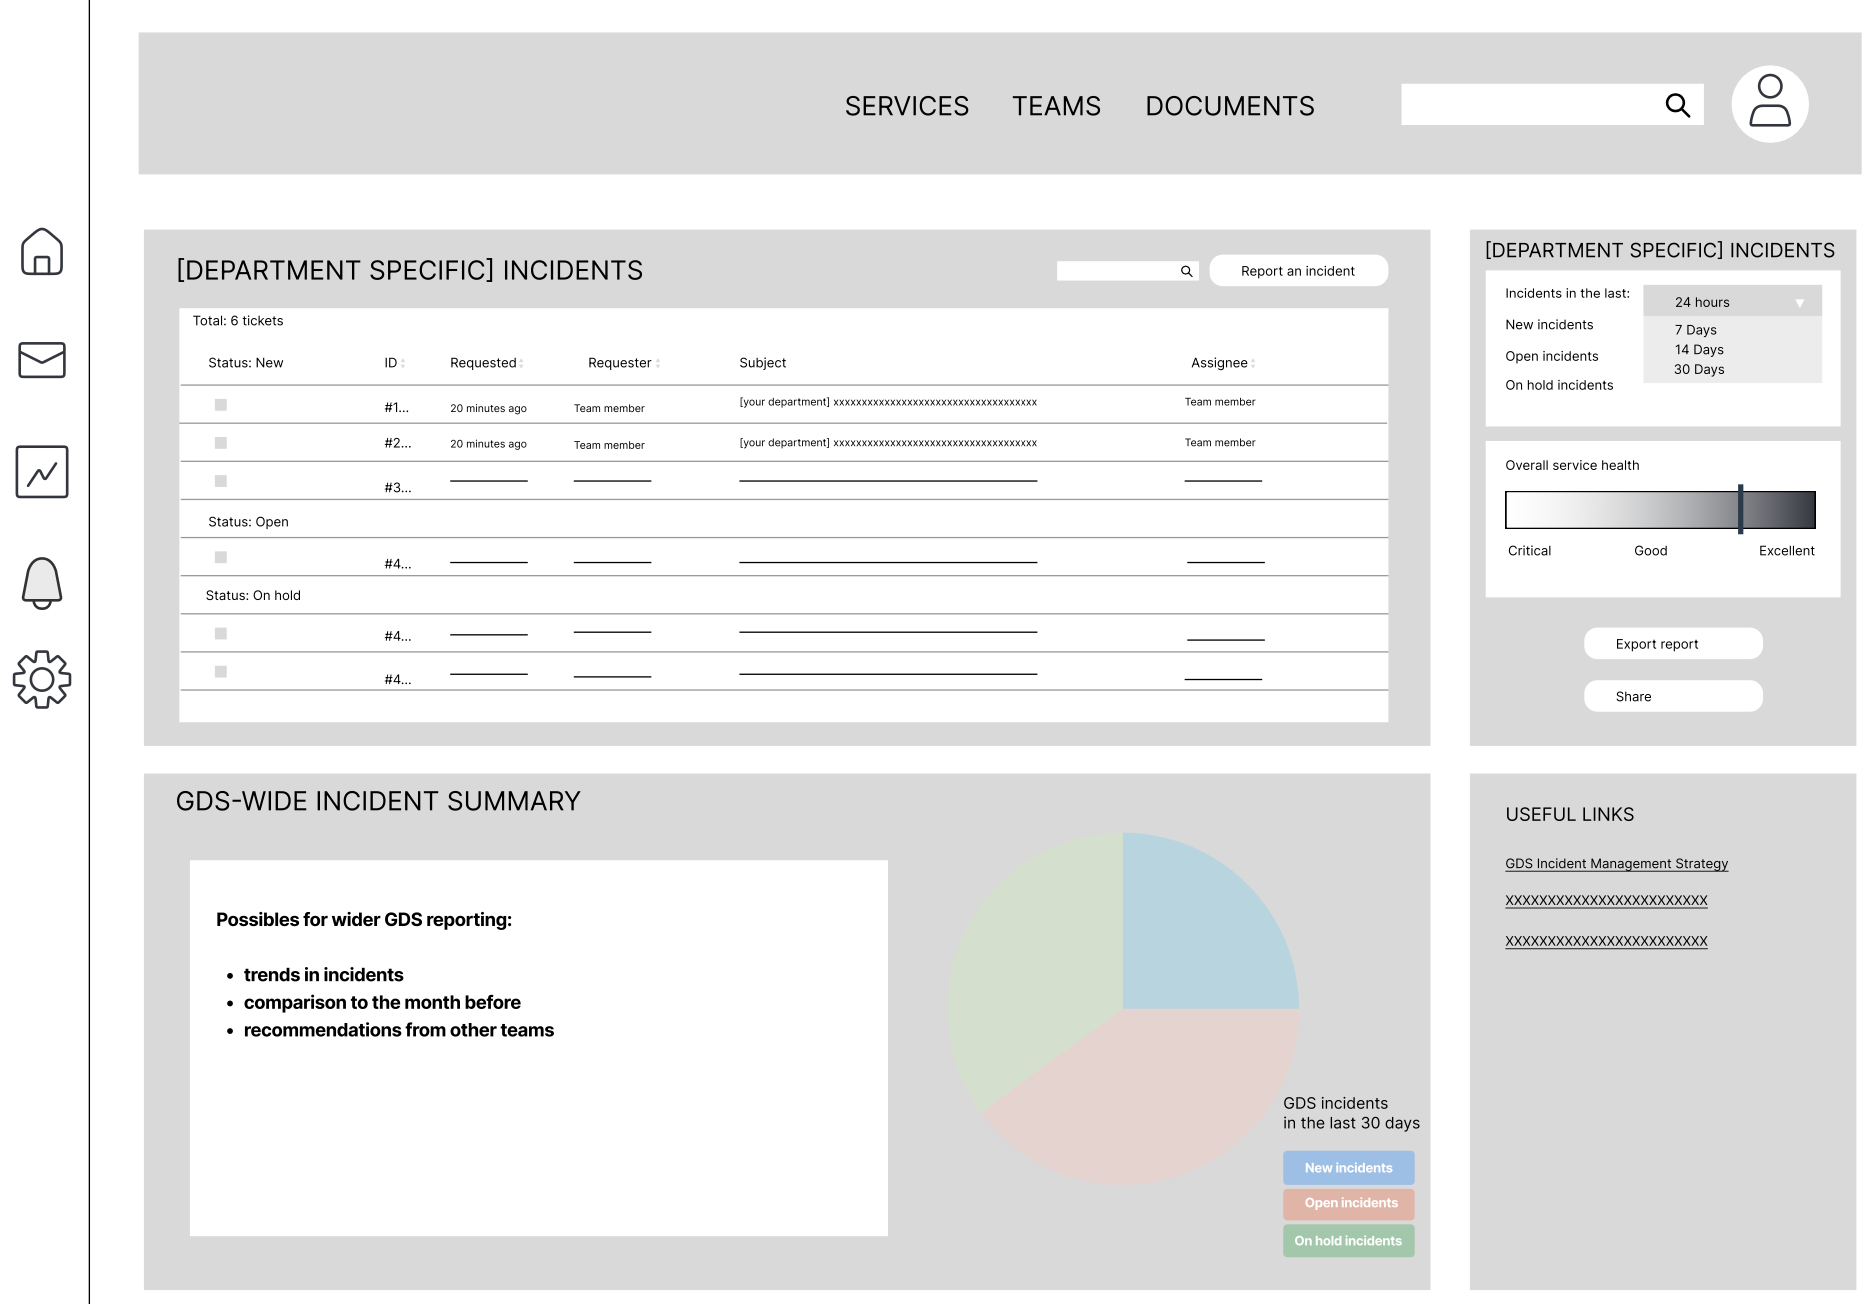 SERVICES TEAMS DOCUMENTS
[DEPARTMENT SPECIFIC] INCIDENTS
Report an incident
Total: 6 tickets
Status: New ID Requested Requester Subject Assignee
#1... 20 minutes ago Team member [your department] xxxxxxxxxxxxxxxxxxxxxxxxxxxxxxxxxxxx Team member
#2... 20 minutes ago Team member [your department] xxxxxxxxxxxxxxxxxxxxxxxxxxxxxxxxxxxx Team member
#3...
Status: Open
#4...
Status: On hold
#4...
#4...
[DEPARTMENT SPECIFIC] INCIDENTS
Incidents in the last: 24 hours
New incidents 7 Days
Open incidents 14 Days
30 Days
On hold incidents
Overall service health
Critical Good Excellent
Export report
Share
GDS-WIDE INCIDENT SUMMARY
Possibles for wider GDS reporting:
• trends in incidents
• comparison to the month before
• recommendations from other teams
GDS incidents
in the last 30 days
New incidents
Open incidents
On hold incidents
USEFUL LINKS
GDS Incident Management Strategy
XXXXXXXXXXXXXXXXXXXXXXXX
XXXXXXXXXXXXXXXXXXXXXXXX